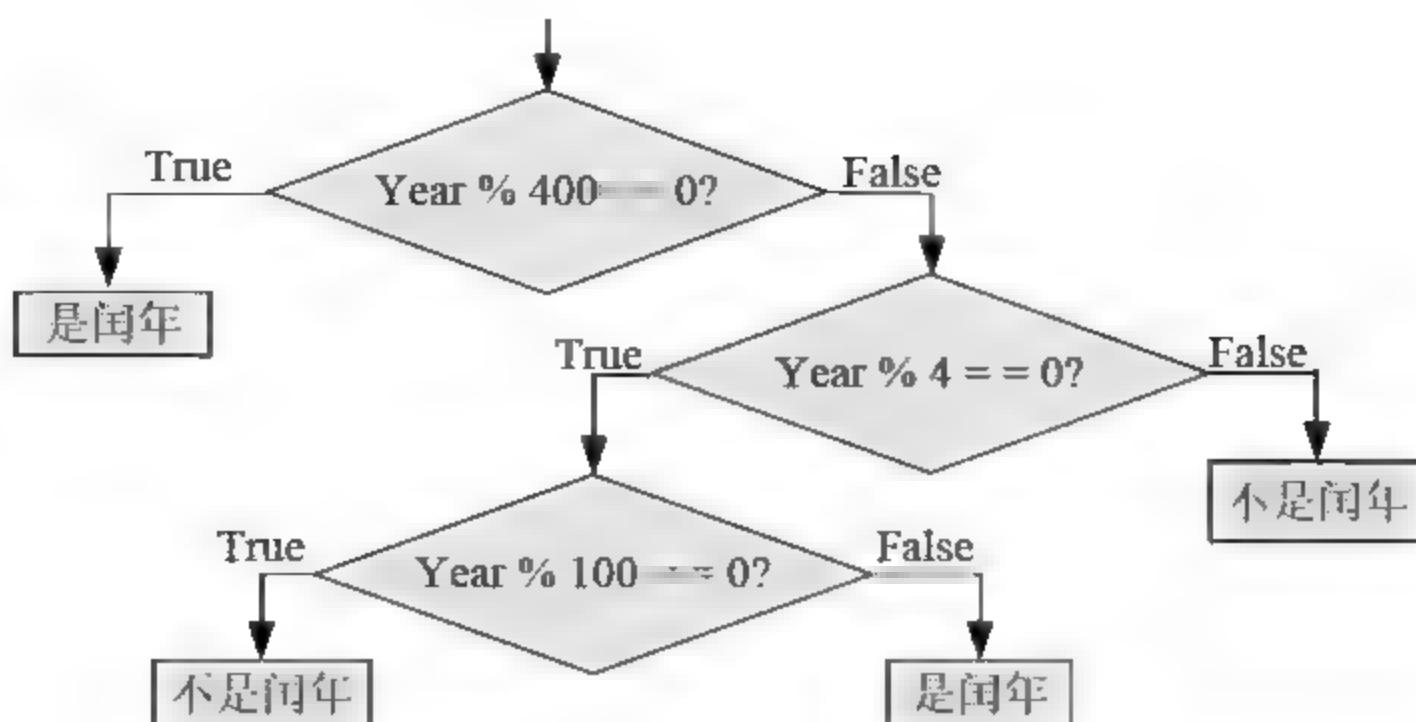 True
Year % 400 == 0?
False
是闰年
True
Year % 4 = = 0?
False
不是闰年
True
Year % 100 == 0?
False
不是闰年
是闰年